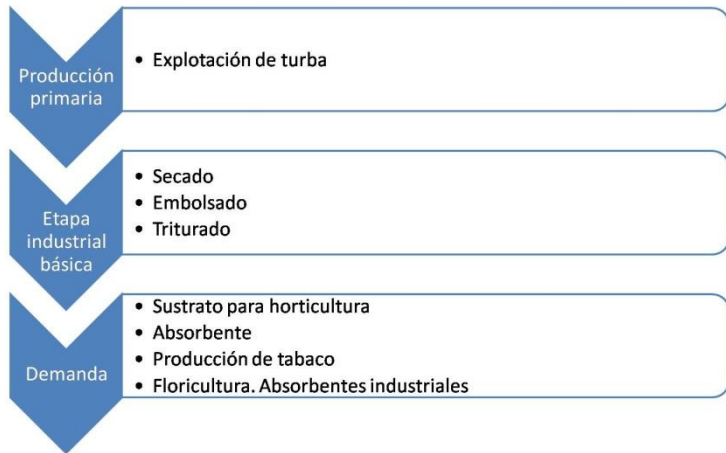 Producción
primaria
• Explotación de turba
Etapa
industrial
básica
• Secado
• Embolsado
• Triturado
Demanda
• Sustrato para horticultura
• Absorbente
• Producción de tabaco
• Floricultura. Absorbentes industriales